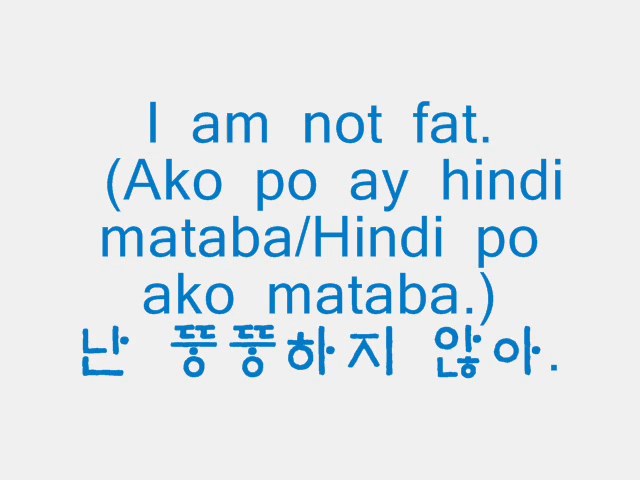 I am not fat.
(Ako po ay hindi
mataba/Hindi po
ako mataba.)
난 뚱뚱하지 않아.